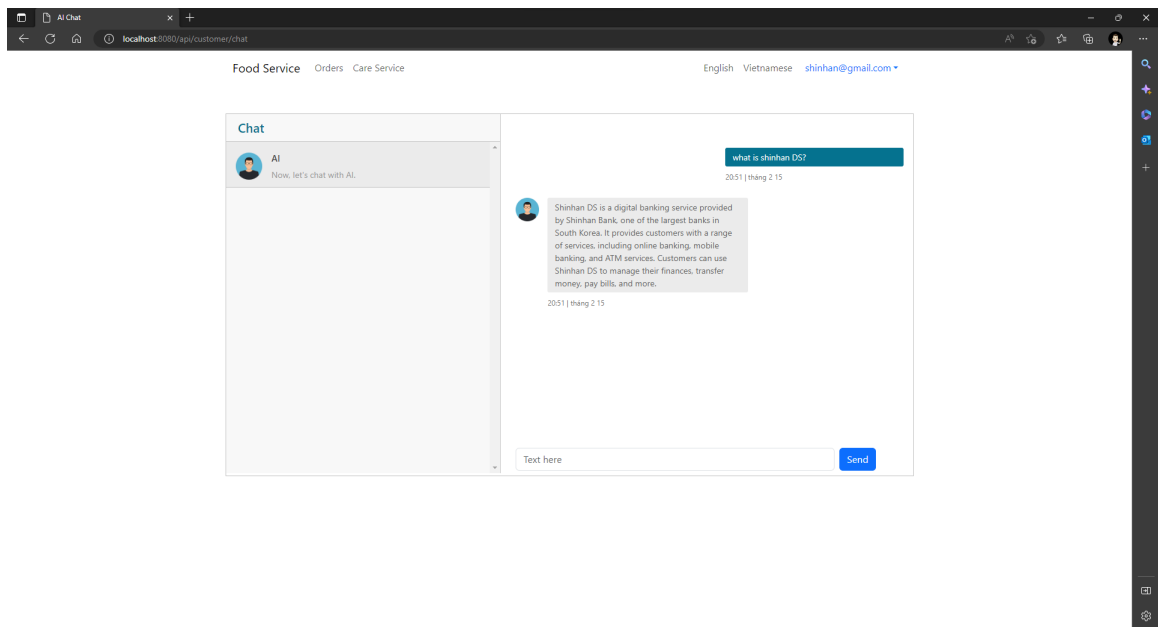 AI Chat
localhost:8080/api/customer/chat
Food Service Orders Care Service English Vietnamese shinhan@gmail.com
Chat
AI
Now, let's chat with AI.
what is shinhan DS?
20:51 | tháng 2 15
Shinhan DS is a digital banking service provided
by Shinhan Bank, one of the largest banks in
South Korea. It provides customers with a range
of services, including online banking, mobile
banking, and ATM services. Customers can use
Shinhan DS to manage their finances, transfer
money, pay bills, and more.
20:51 | tháng 2 15
Text here
Send